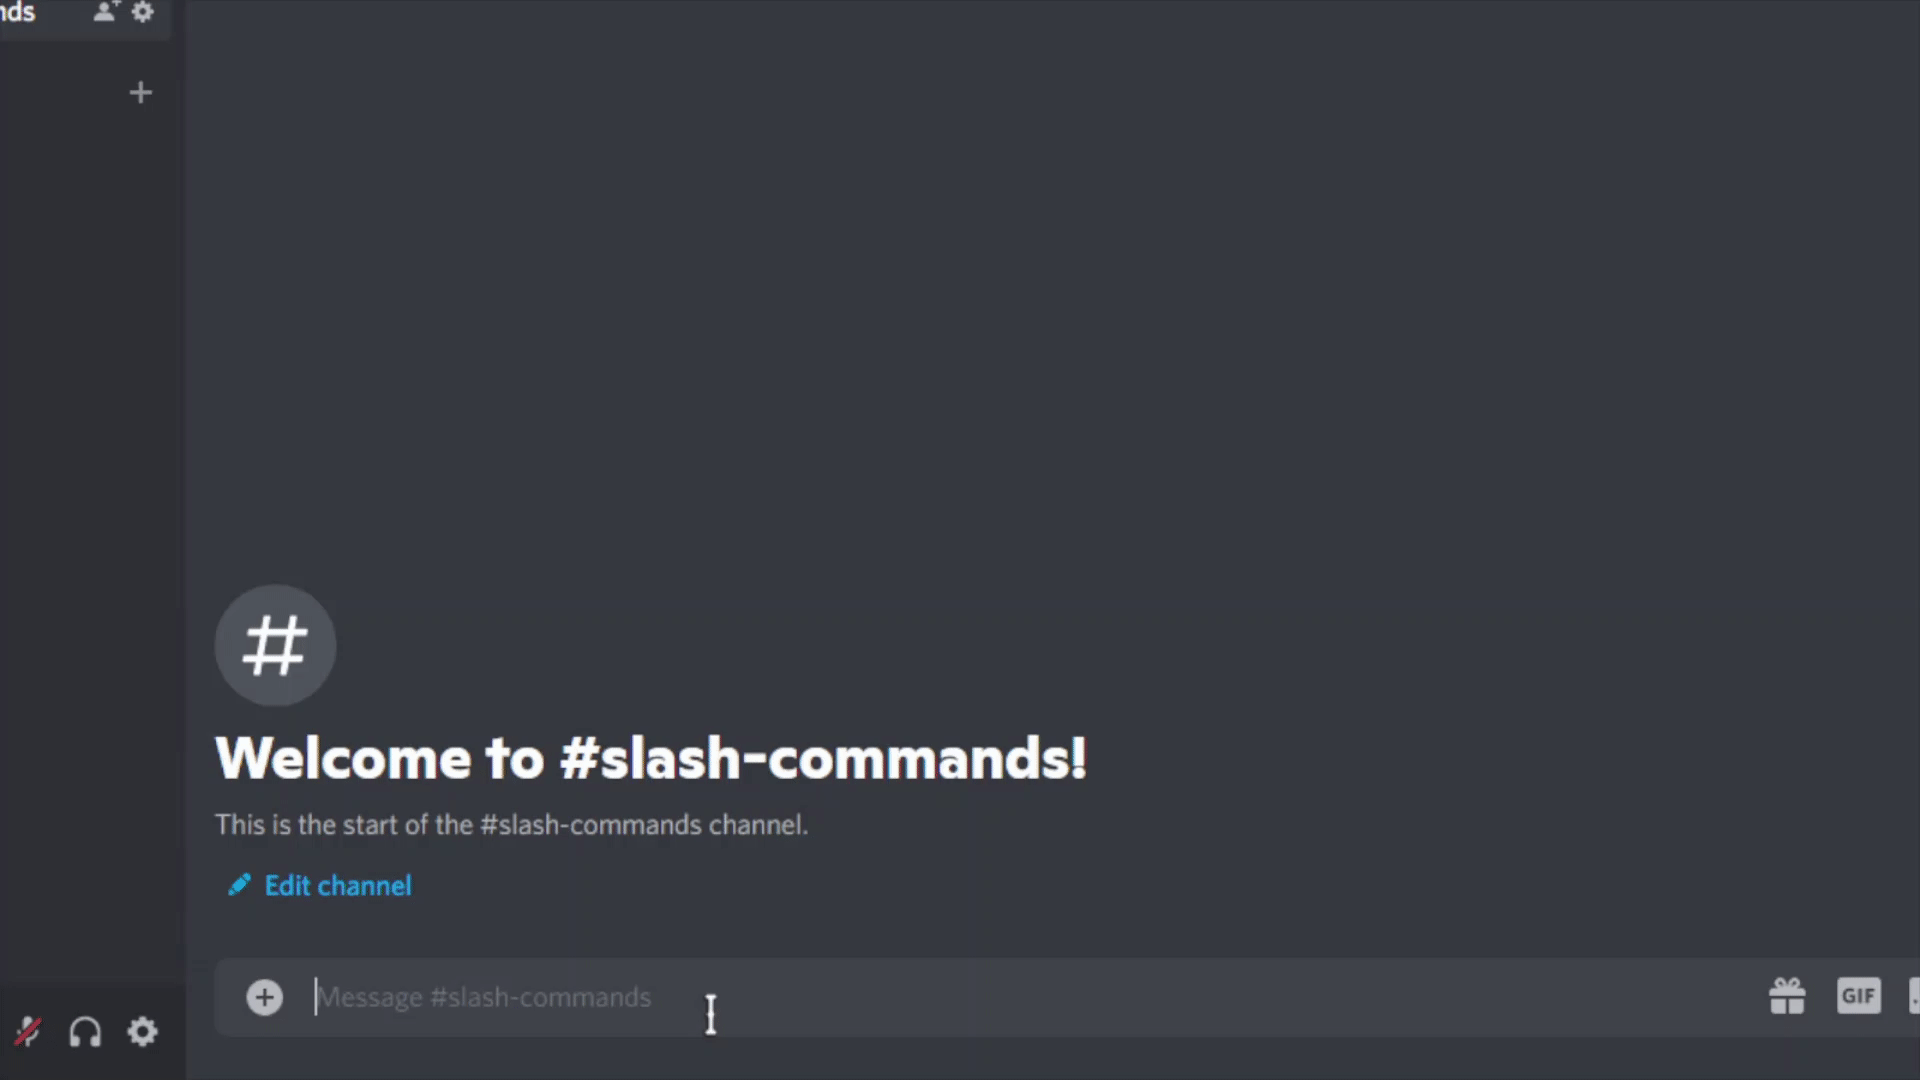 nds
#
Welcome to #slash-commands!
This is the start of the #slash-commands channel.
Edit channel
Message #slash-commands
GIF